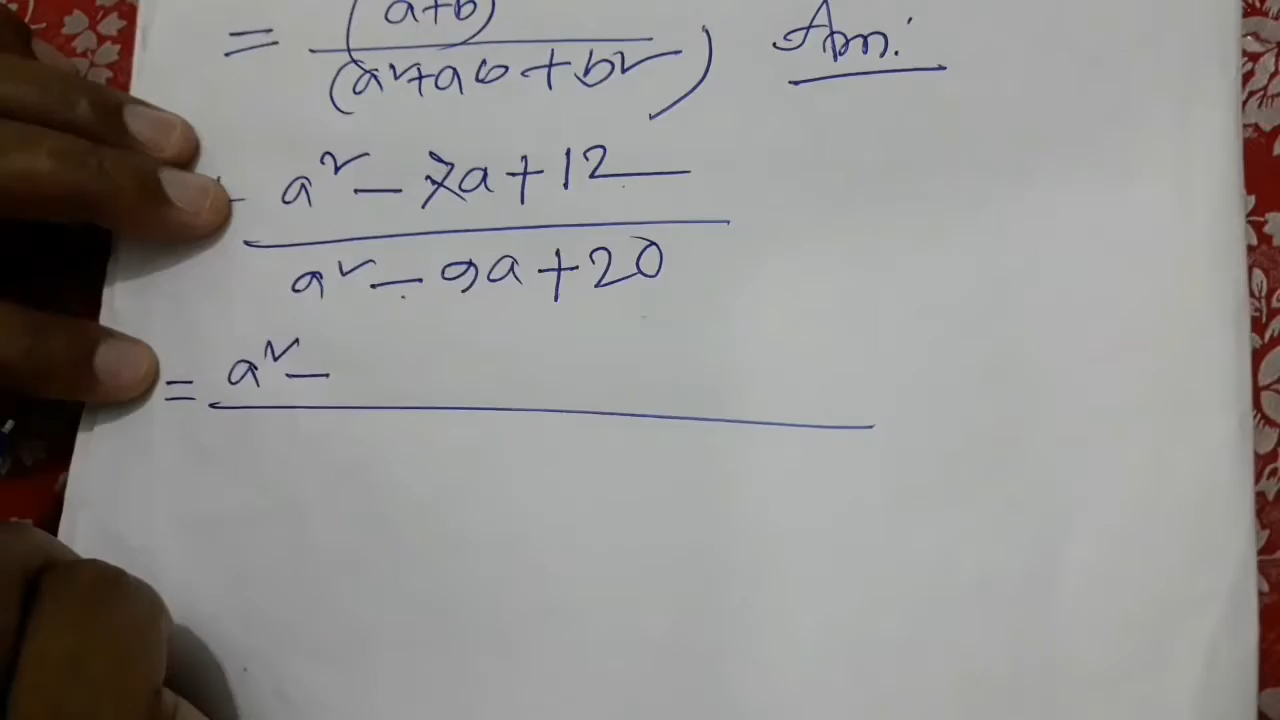 (a+b)
= ―――――
(a²+ab+b²) Ans:
a² - 7a + 12
―――――
a² - 9a + 20
= a² -
―――――